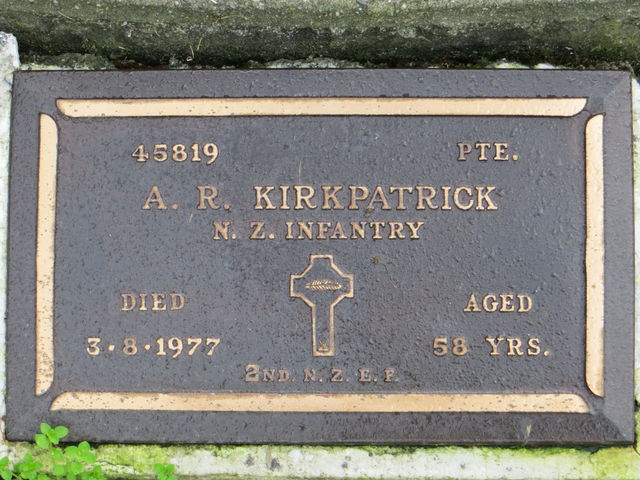 45819 PTE.
A. R. KIRKPATRICK
N. Z. INFANTRY
DIED AGED
3·8·1977 58 YRS.
2ND. N. Z. E. F.